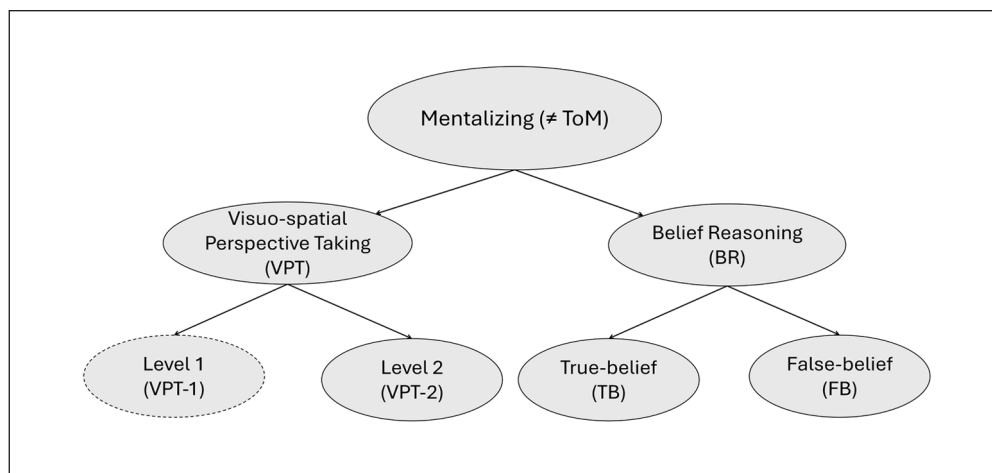 Mentalizing (≠ ToM)
Visuo-spatial
Perspective Taking
(VPT)
Belief Reasoning
(BR)
Level 1
(VPT-1)
Level 2
(VPT-2)
True-belief
(TB)
False-belief
(FB)